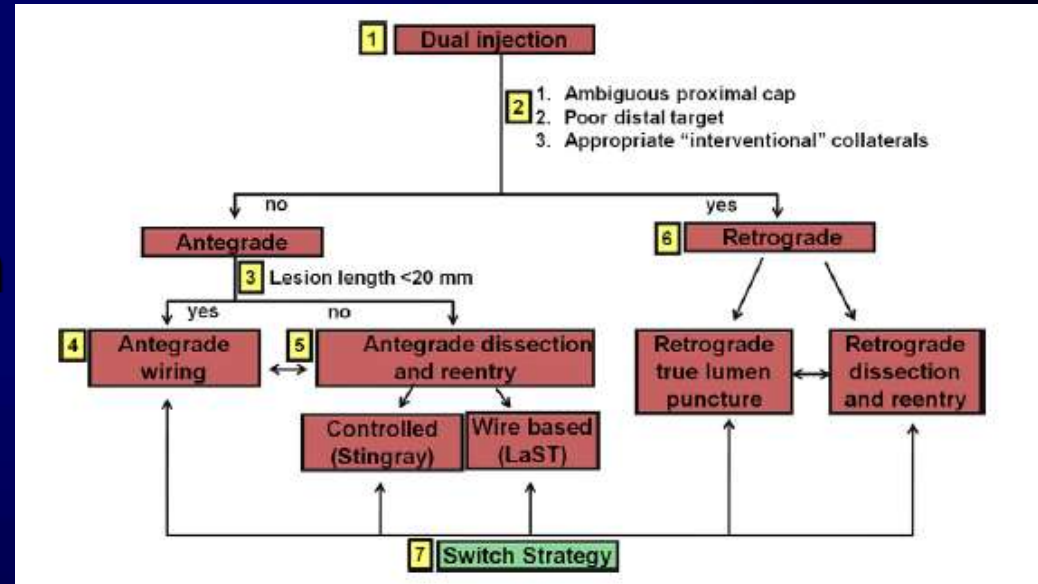 1 Dual injection
2
1. Ambiguous proximal cap
2. Poor distal target
3. Appropriate “interventional” collaterals
no
yes
Antegrade
6 Retrograde
3 Lesion length <20 mm
yes
no
4 Antegrade
wiring
5 Antegrade dissection
and reentry
Retrograde
true lumen
puncture
Retrograde
dissection
and reentry
Controlled
(Stingray)
Wire based
(LaST)
7 Switch Strategy